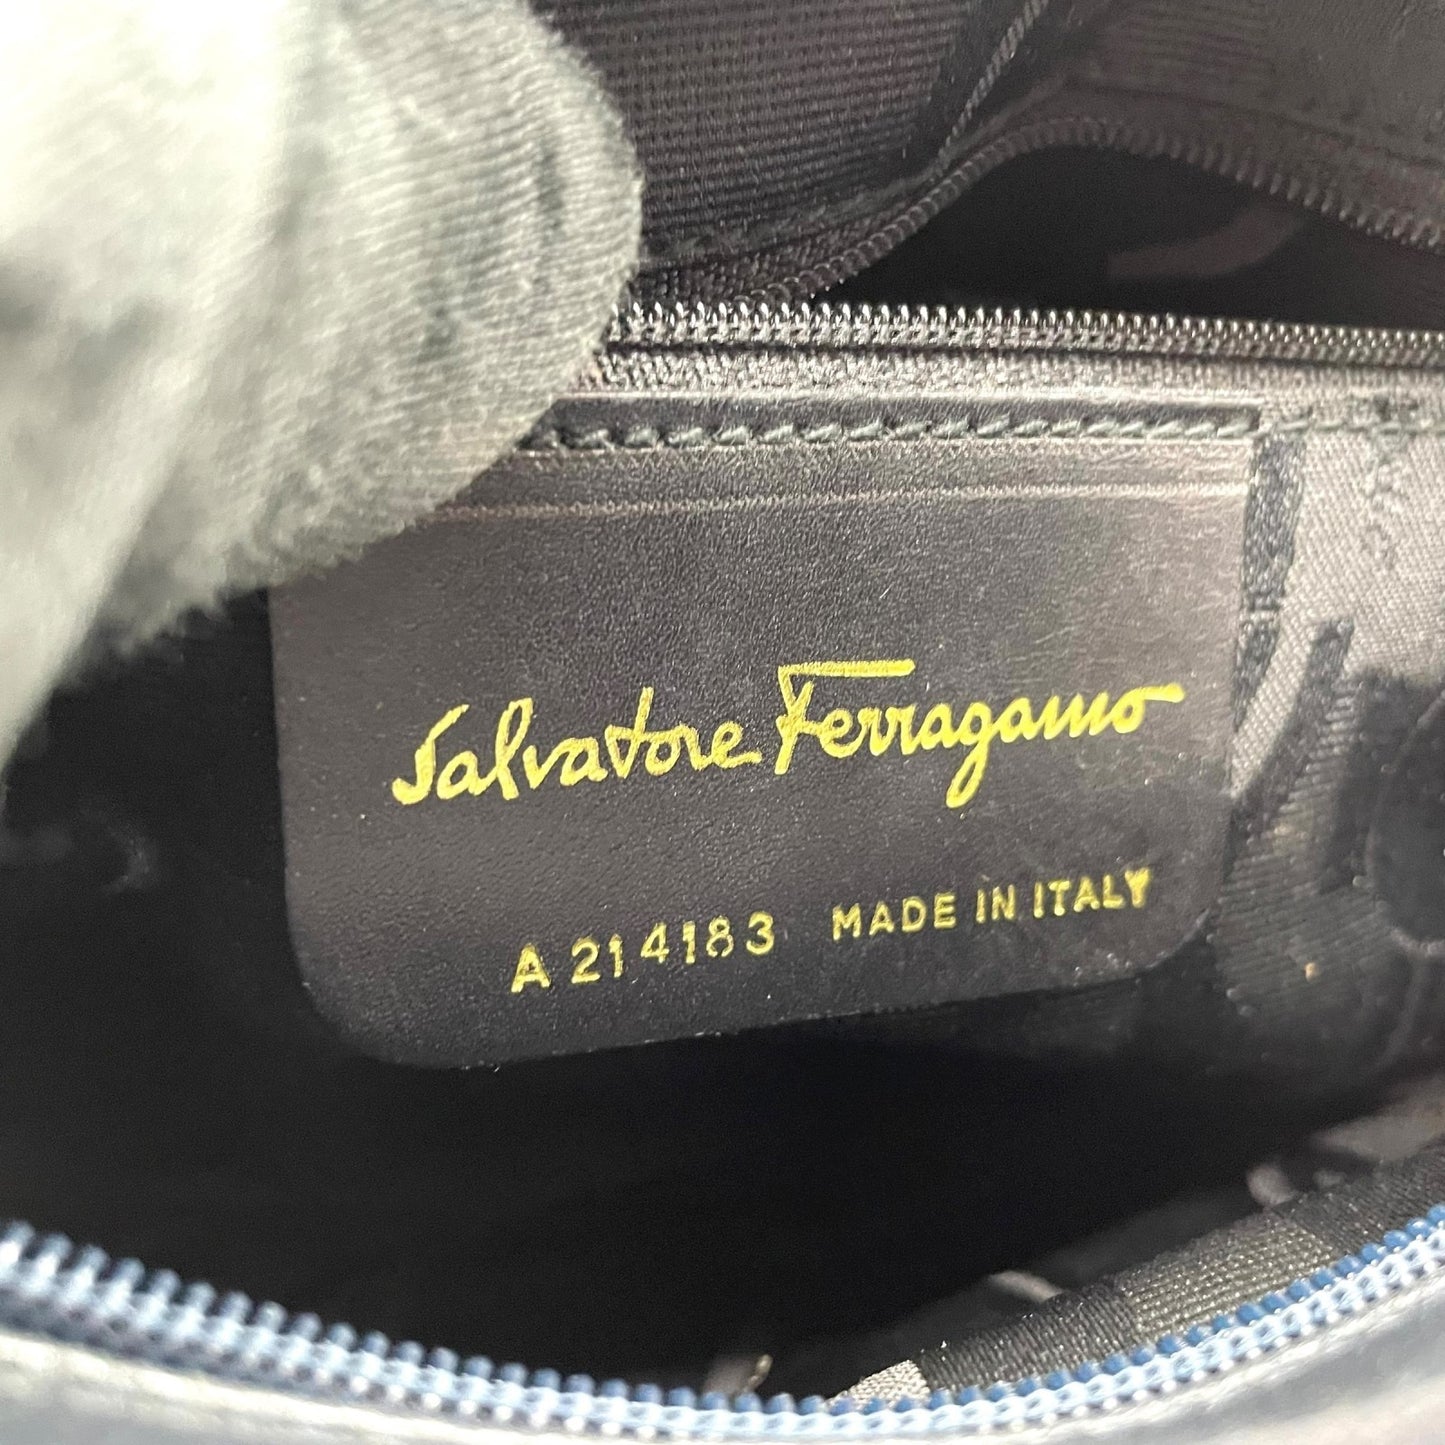 Salvatore Ferragamo
A 214183 MADE IN ITALY